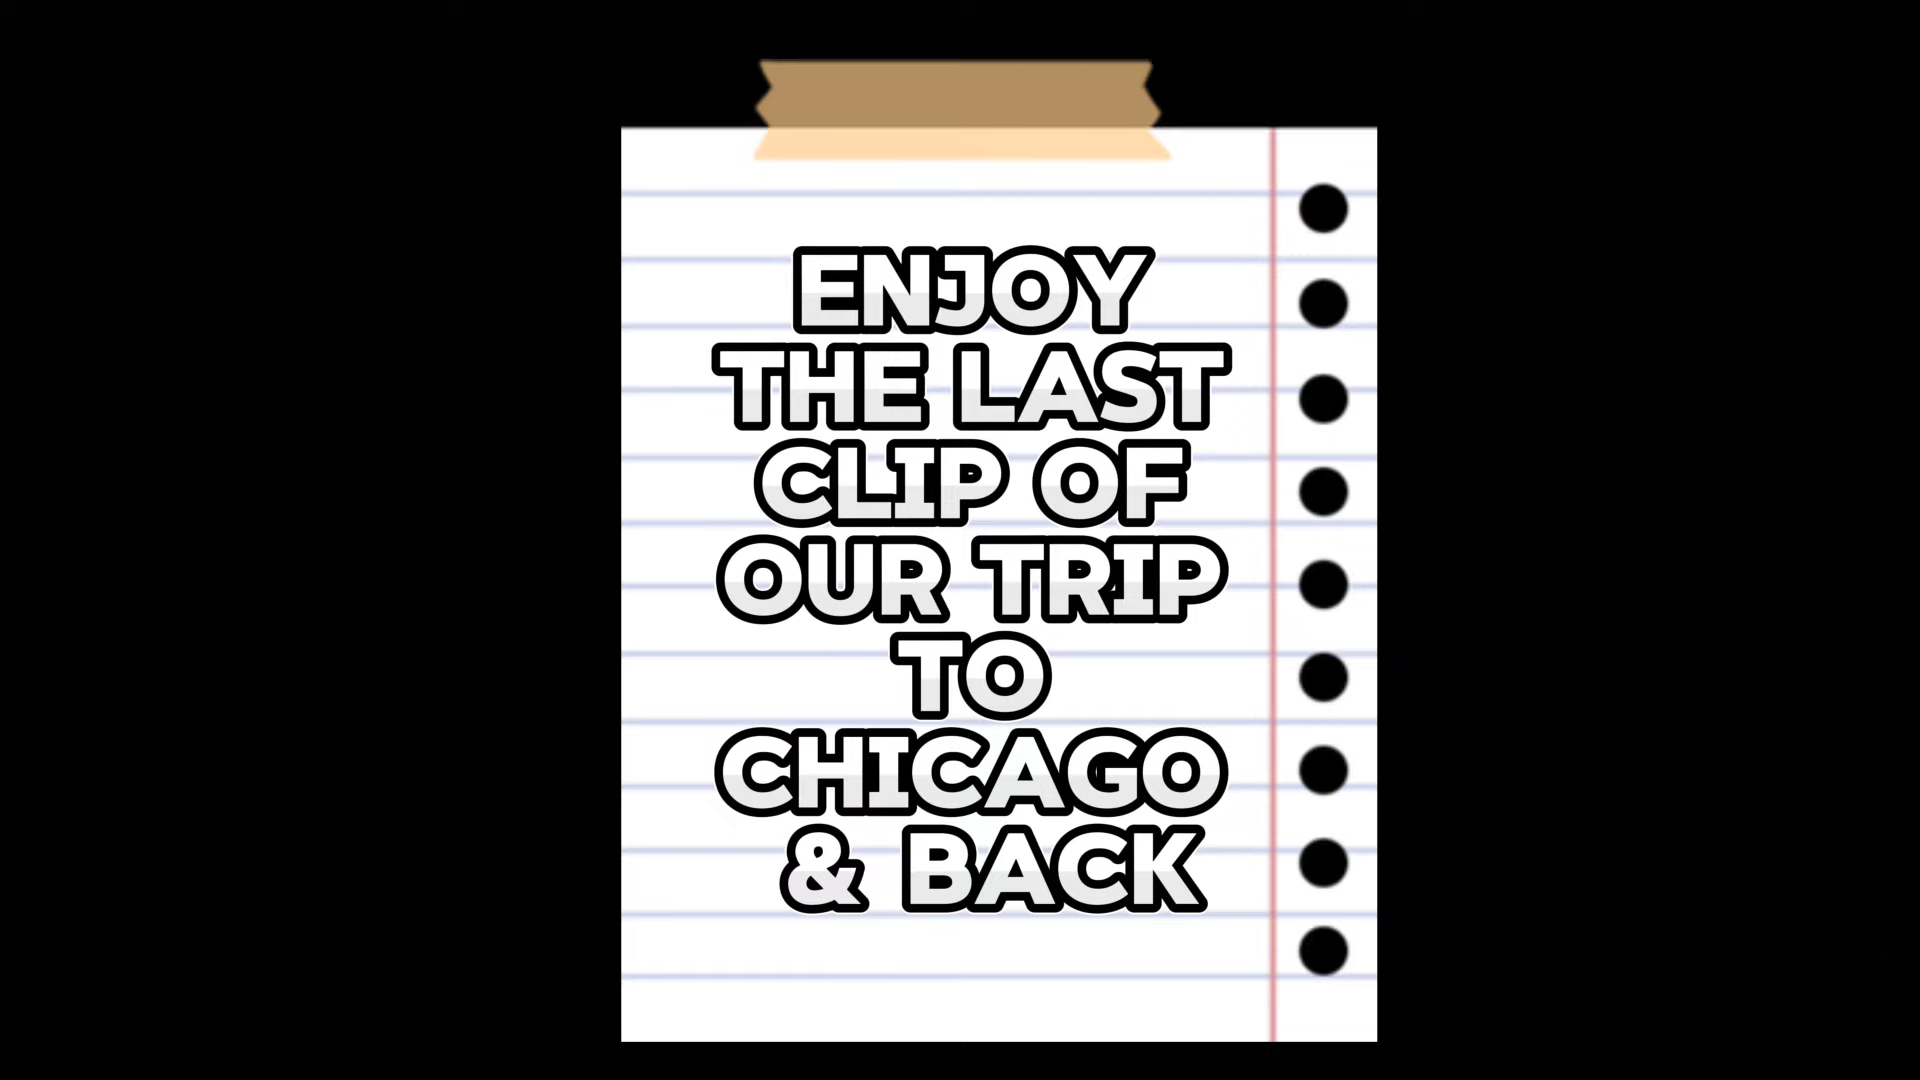 ENJOY
THE LAST
CLIP OF
OUR TRIP
TO
CHICAGO
& BACK